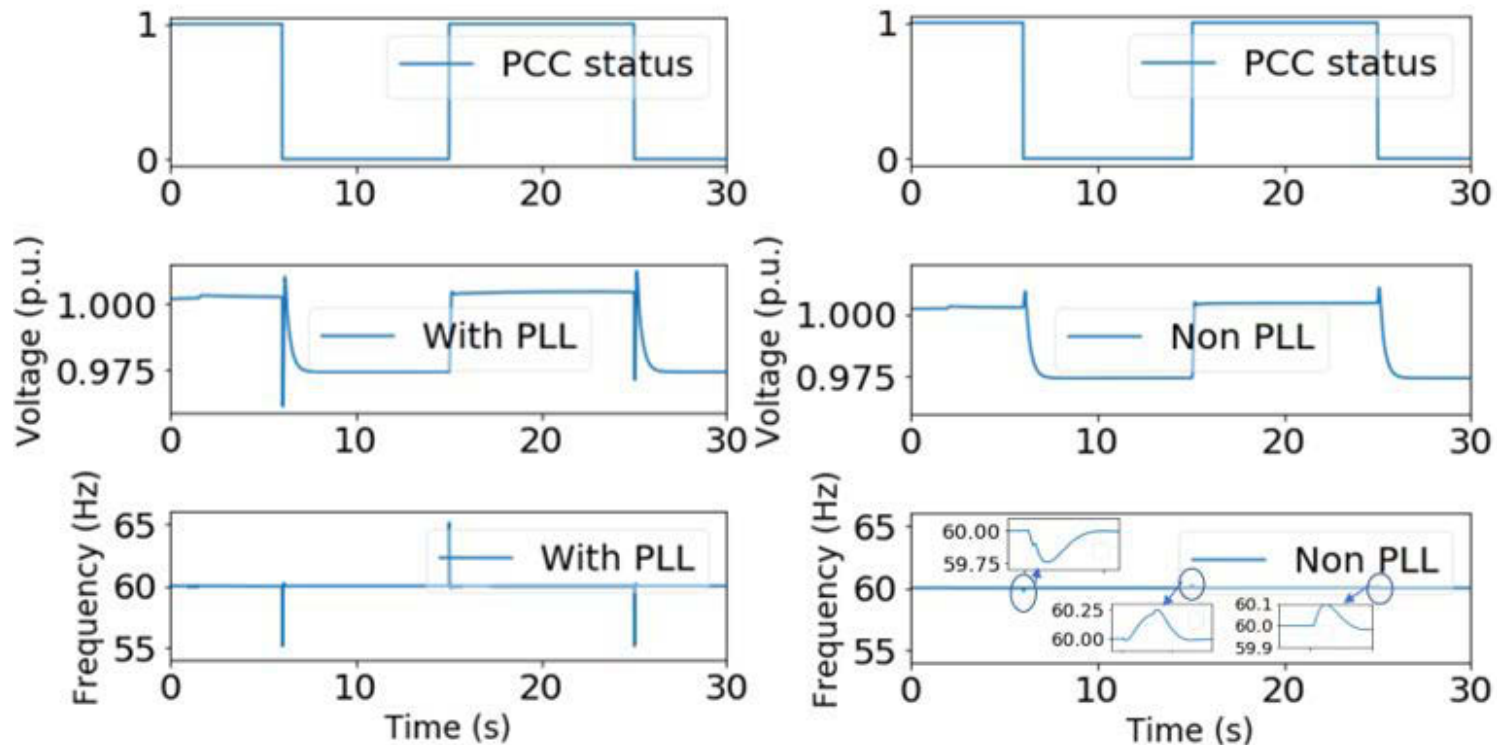 1
PCC status
0
0 10 20 30
1
PCC status
0
0 10 20 30
Voltage (p.u.)
1.000
0.975
With PLL
0 10 20 30
Voltage (p.u.)
1.000
0.975
Non PLL
0 10 20 30
Frequency (Hz)
65
60
55
With PLL
0 10 20 30
Time (s)
Frequency (Hz)
65
60
55
60.00
59.75
Non PLL
60.25
60.00
60.1
60.0
59.9
0 10 20 30
Time (s)